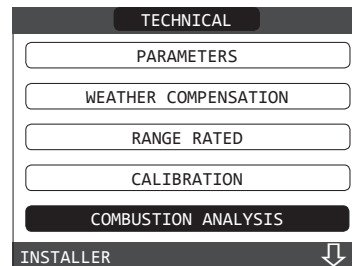 TECHNICAL
PARAMETERS
WEATHER COMPENSATION
RANGE RATED
CALIBRATION
COMBUSTION ANALYSIS
INSTALLER